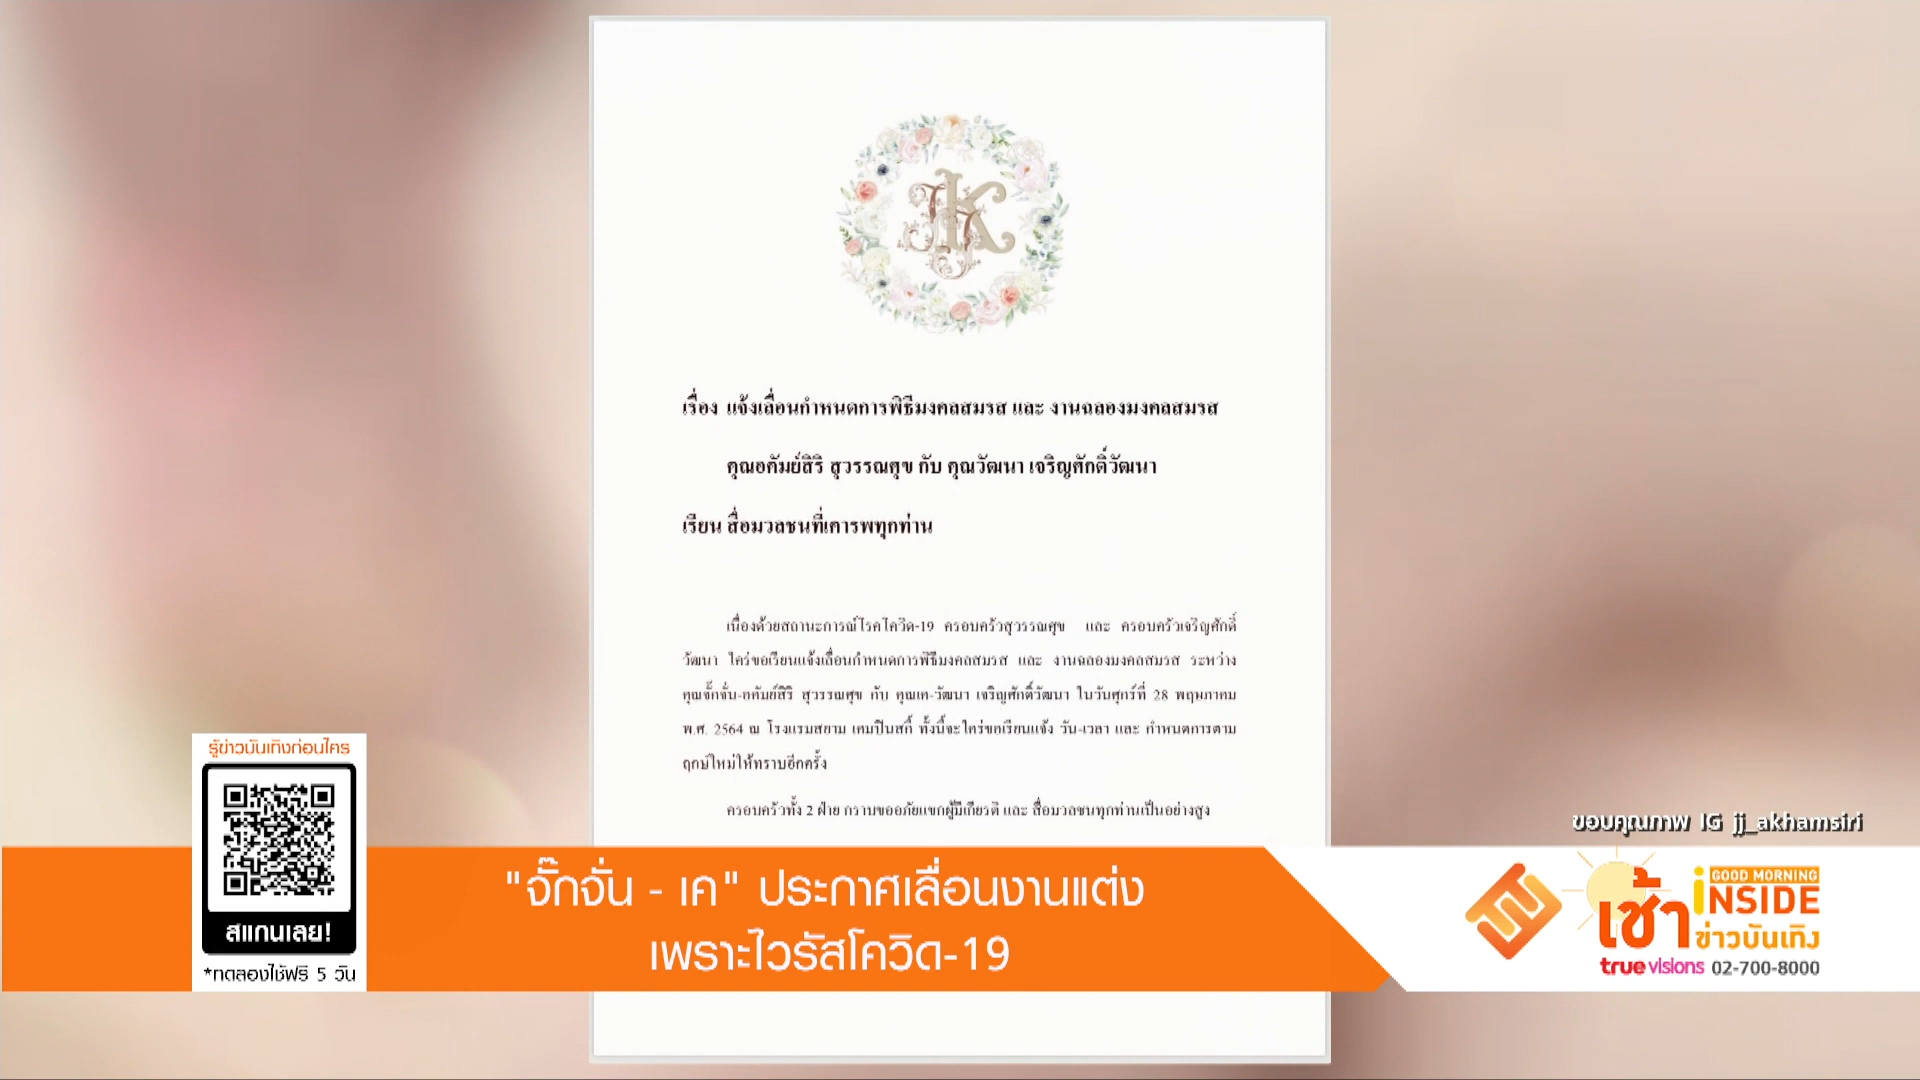 JK
เรื่อง แจ้งเลื่อนกำหนดการพิธีมงคลสมรส และ งานฉลองมงคลสมรส
คุณอคัมย์สิริ สุวรรณศุข กับ คุณวัฒนา เจริญศักดิ์วัฒนา
เรียน สื่อมวลชนที่เคารพทุกท่าน
เนื่องด้วยสถานะการณ์โรคโควิด-19 ครอบครัวสุวรรณศุข และ ครอบครัวเจริญศักดิ์
วัฒนา ใคร่ขอเรียนแจ้งเลื่อนกำหนดการพิธีมงคลสมรส และ งานฉลองมงคลสมรส ระหว่าง
คุณจั๊กจั่น-อคัมย์สิริ สุวรรณศุข กับ คุณเค-วัฒนา เจริญศักดิ์วัฒนา ในวันศุกร์ที่ 28 พฤษภาคม
พ.ศ. 2564 ณ โรงแรมสยาม เคมปินสกี้ ทั้งนี้จะใคร่ขอเรียนแจ้ง วัน-เวลา และ กำหนดการตาม
ฤกษ์ใหม่ให้ทราบอีกครั้ง
ครอบครัวทั้ง 2 ฝ่าย กราบขออภัยแขกผู้มีเกียรติ และ สื่อมวลชนทุกท่านเป็นอย่างสูง
รู้ข่าวบันเทิงก่อนใคร
สแกนเลย!
*ทดลองใช้ฟรี 5 วัน
"จั๊กจั่น - เค" ประกาศเลื่อนงานแต่ง
เพราะไวรัสโควิด-19
ขอบคุณภาพ IG jj_akhamsiri
GOOD MORNING
เช้า iNSIDE
ข่าวบันเทิง
truevisions 02-700-8000